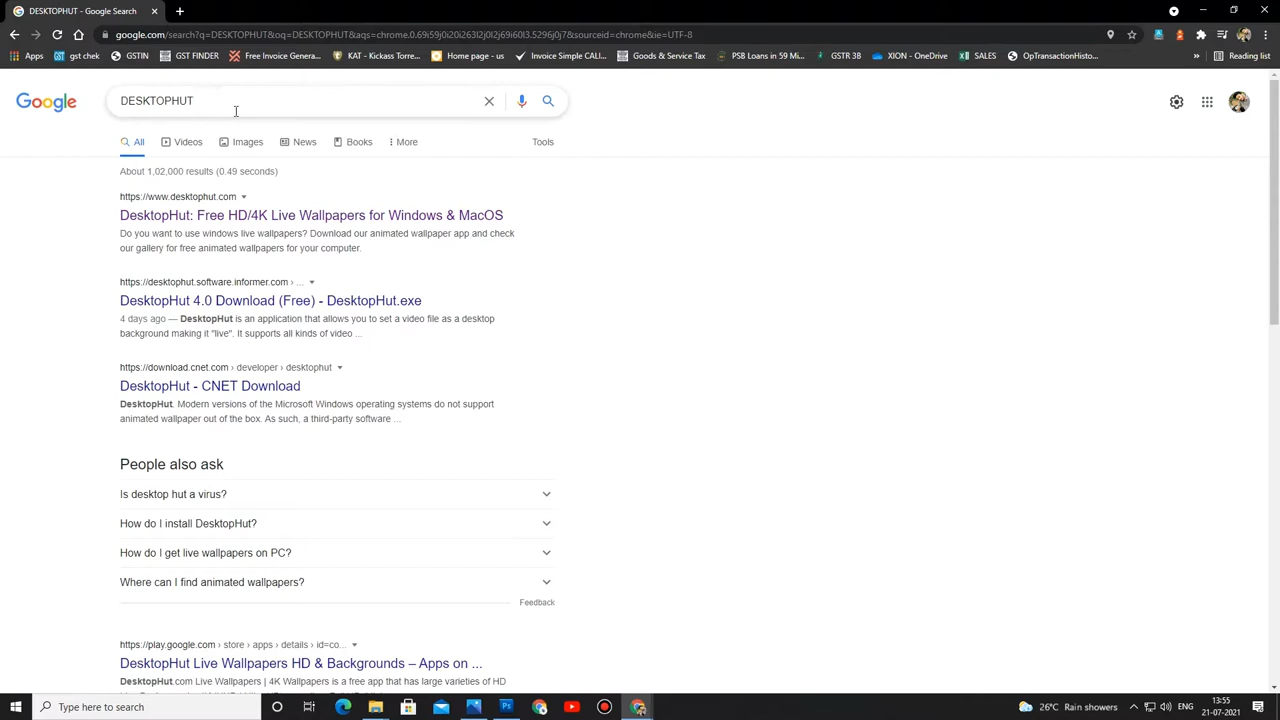 DESKTOPHUT - Google Search
google.com/search?q=DESKTOPHUT&oq=DESKTOPHUT&aqs=chrome.0.69i59j0i20i263l2j0l2j69i60l3.5296j0j7&sourceid=chrome&ie=UTF-8
Apps
gst chek
GSTIN
GST FINDER
Free Invoice Genera...
KAT - Kickass Torre...
Home page - us
Invoice Simple GAL...
Goods & Service
PSB Loans in 59 Mi...
GSTR 3B
XION - Online
SALES
OpTransactionHisto...
Reading List
Google
DESKTOPHUT
All
Videos
Images
News
Books
More
Tools
About 1,02,000 results (0.49 seconds)
https://www.desktophut.com
DesktopHut: Free HD/4K Live Wallpapers for Windows & MacOS
Do you want to use windows live wallpapers? Download our animated wallpaper app and check
our gallery for free animated wallpapers for your computer.
https://desktophut.software.informer.com › ...
DesktopHut 4.0 Download (Free) - DesktopHut.exe
4 days ago — DesktopHut is an application that allows you to set a video file as a desktop
background making it "live". It supports all kinds of video ...
https://download.cnet.com › developer › desktophut
DesktopHut - CNET Download
DesktopHut. Modern versions of the Microsoft Windows operating systems do not support
animated wallpaper out of the box. As such, a third-party software ...
People also ask
Is desktop hut a virus?
How do I install DesktopHut?
How do I get live wallpapers on PC?
Where can I find animated wallpapers?
Feedback
https://play.google.com › store › apps › details › id=co...
DesktopHut Live Wallpapers HD & Backgrounds – Apps on ...
DesktopHut.com Live Wallpapers | 4K Wallpapers is a free app that has large varieties of HD
Type here to search
26°C Rain showers
ENG
13:55
21-07-2021